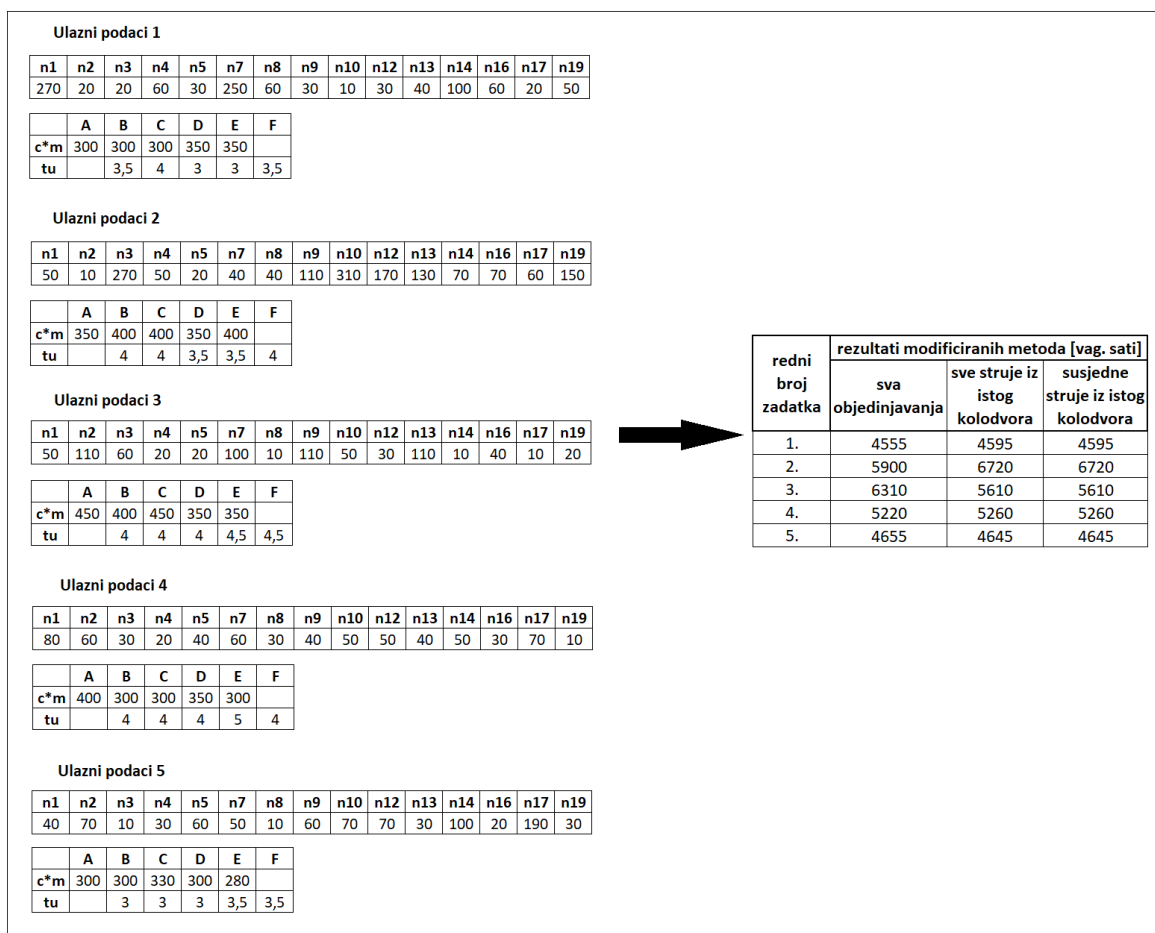 Ulazni podaci 1
n1 n2 n3 n4 n5 n7 n8 n9 n10 n12 n13 n14 n16 n17 n19
270 20 20 60 30 250 60 30 10 30 40 100 60 20 50
A B C D E F
c*m 300 300 300 350 350
tu 3,5 4 3 3 3,5
Ulazni podaci 2
n1 n2 n3 n4 n5 n7 n8 n9 n10 n12 n13 n14 n16 n17 n19
50 10 270 50 20 40 40 110 310 170 130 70 70 60 150
A B C D E F
c*m 350 400 400 350 400
tu 4 4 3,5 3,5 4
Ulazni podaci 3
n1 n2 n3 n4 n5 n7 n8 n9 n10 n12 n13 n14 n16 n17 n19
50 110 60 20 20 100 10 110 50 30 110 10 40 10 20
A B C D E F
c*m 450 400 450 350 350
tu 4 4 4 4,5 4,5
Ulazni podaci 4
n1 n2 n3 n4 n5 n7 n8 n9 n10 n12 n13 n14 n16 n17 n19
80 60 30 20 40 60 30 40 50 50 40 50 30 70 10
A B C D E F
c*m 400 300 300 350 300
tu 4 4 4 5 4
Ulazni podaci 5
n1 n2 n3 n4 n5 n7 n8 n9 n10 n12 n13 n14 n16 n17 n19
40 70 10 30 60 50 10 60 70 70 30 100 20 190 30
A B C D E F
c*m 300 300 330 300 280
tu 3 3 3 3,5 3,5
redni
broj
zadatka
rezultati modificiranih metoda [vag. sati]
sva
objedinjavanja
sve struje iz
istog
kolodvora
susjedne
struje iz istog
kolodvora
1. 4555 4595 4595
2. 5900 6720 6720
3. 6310 5610 5610
4. 5220 5260 5260
5. 4655 4645 4645